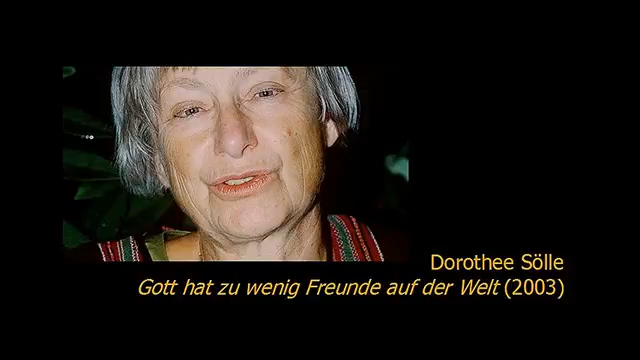 Dorothee Sölle
Gott hat zu wenig Freunde auf der Welt (2003)